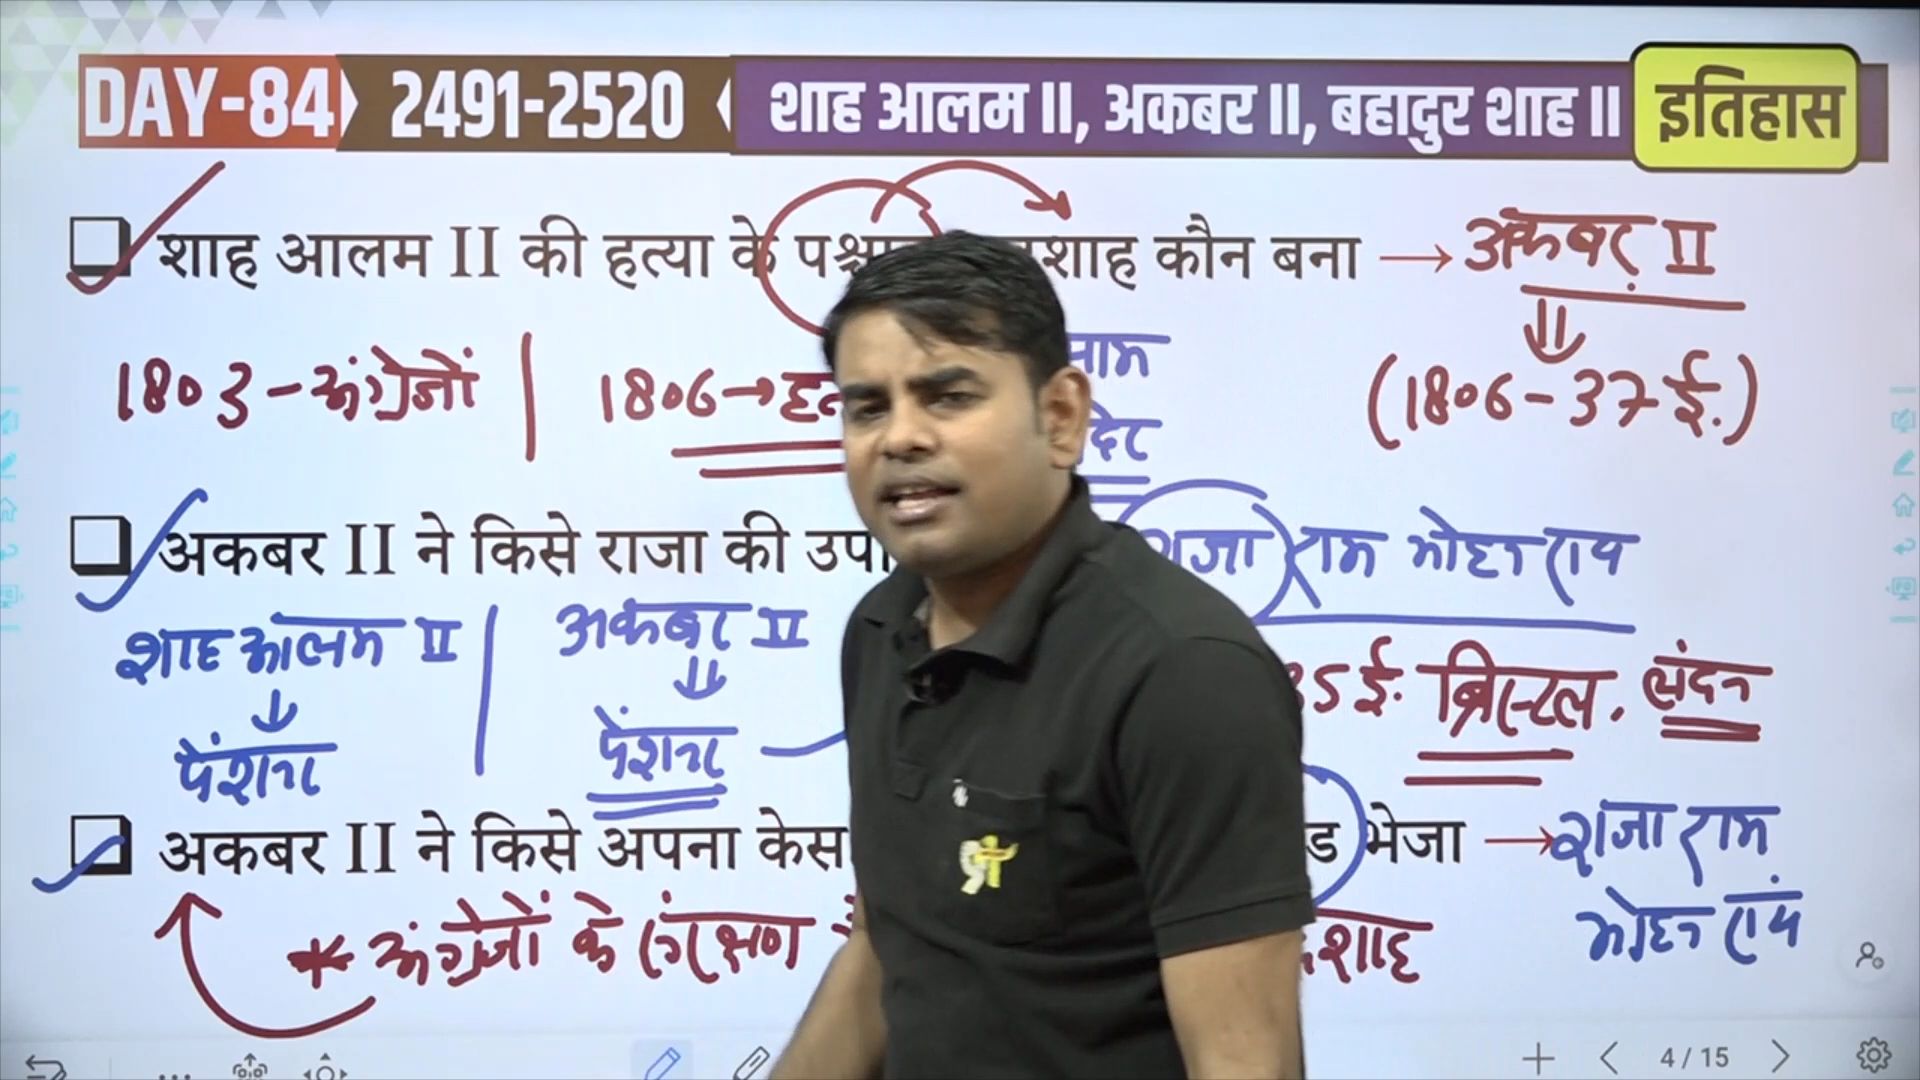 DAY-84 2491-2520 शाह आलम II, अकबर II, बहादुर शाह II इतिहास
शाह आलम II की हत्या के कौन बना → अकबर II
1803 - अंग्रेजों 1806 → (1806 - 37 ई.)
अकबर II ने किसे राजा की राजा राम मोहन राय
शाह आलम II अकबर II
ई. ब्रिस्टल. लंदन
पेंशन पेंशन
अकबर II ने किसे अपना केस भेजा → राजा राम
मोहन राय
* अंग्रेजों के संरक्षण
4 / 15